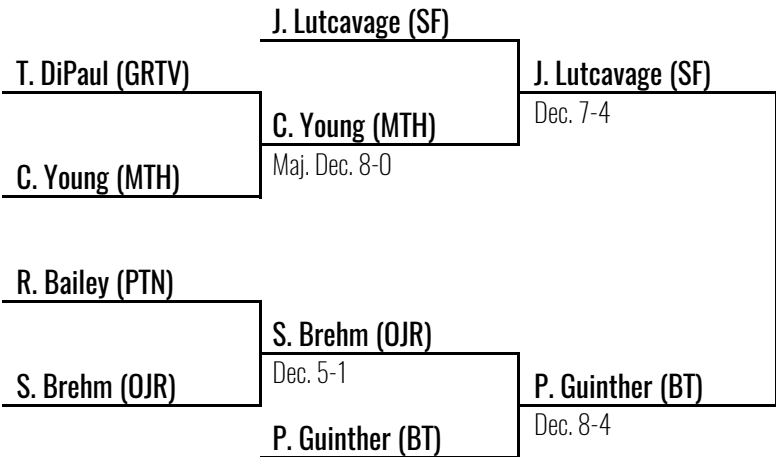 J. Lutcavage (SF)
T. DiPaul (GRTV)
J. Lutcavage (SF)
Dec. 7-4
C. Young (MTH)
Maj. Dec. 8-0
C. Young (MTH)
R. Bailey (PTN)
S. Brehm (OJR)
Dec. 5-1
S. Brehm (OJR)
P. Guinther (BT)
Dec. 8-4
P. Guinther (BT)